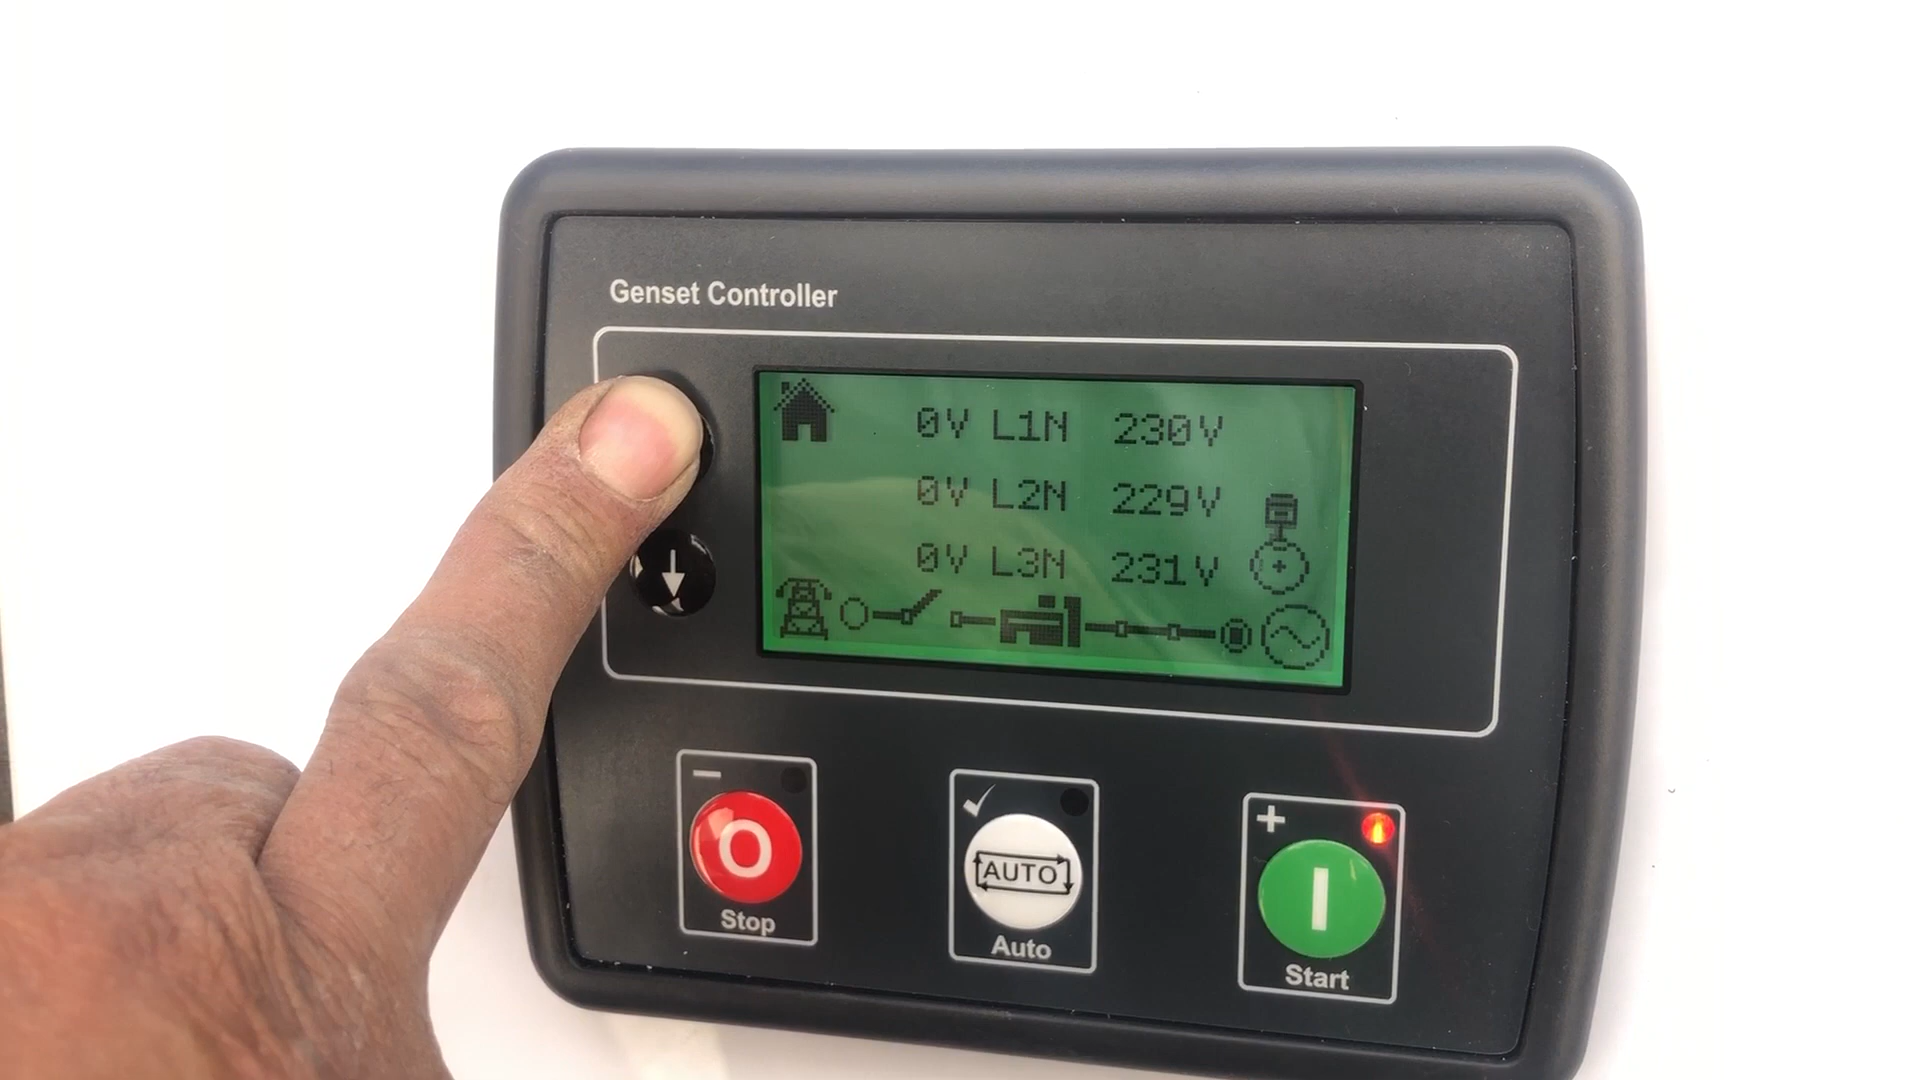 Genset Controller
0V L1N 230V
0V L2N 229V
0V L3N 231V
O
Stop
AUTO
Auto
I
Start